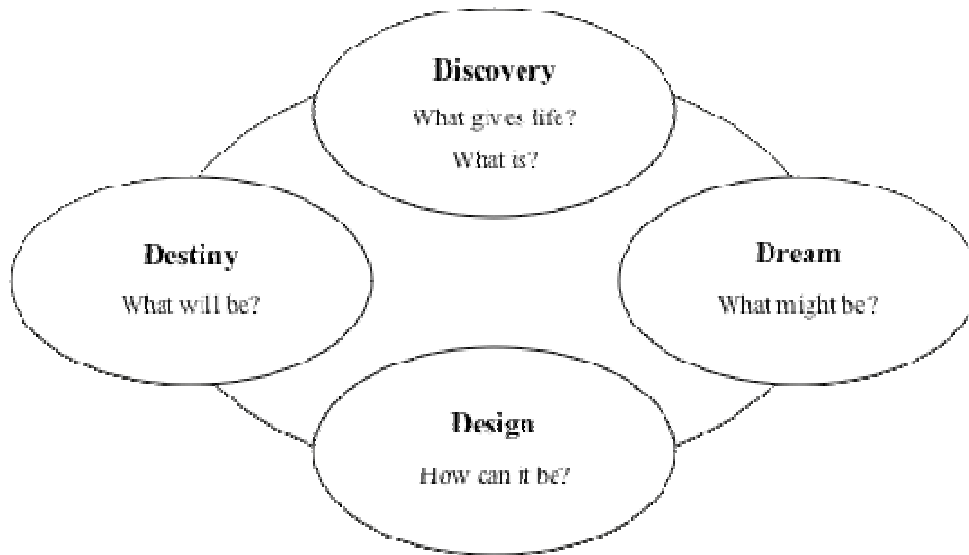 Discovery
What gives life?
What is?
Destiny
What will be?
Dream
What might be?
Design
How can it be?